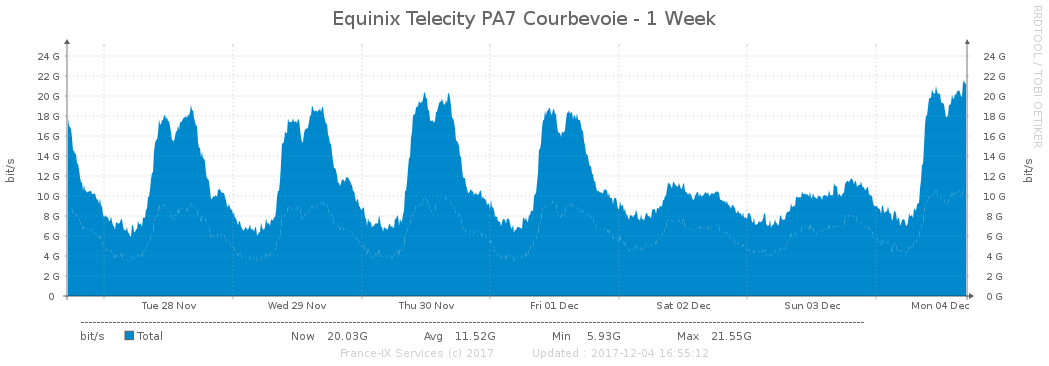 Equinix Telecity PA7 Courbevoie - 1 Week
RRDTOOL / TOBI OETIKER
24 G 24 G
22 G 22 G
20 G 20 G
18 G 18 G
16 G 16 G
14 G 14 G
12 G 12 G
10 G 10 G
8 G 8 G
6 G 6 G
4 G 4 G
2 G 2 G
0 0 G
bit/s
bit/s
Tue 28 Nov Wed 29 Nov Thu 30 Nov Fri 01 Dec Sat 02 Dec Sun 03 Dec Mon 04 Dec
bit/s Total Now 20.03G Avg 11.52G Min 5.93G Max 21.55G
France-IX Services (c) 2017 Updated : 2017-12-04 16:55:12